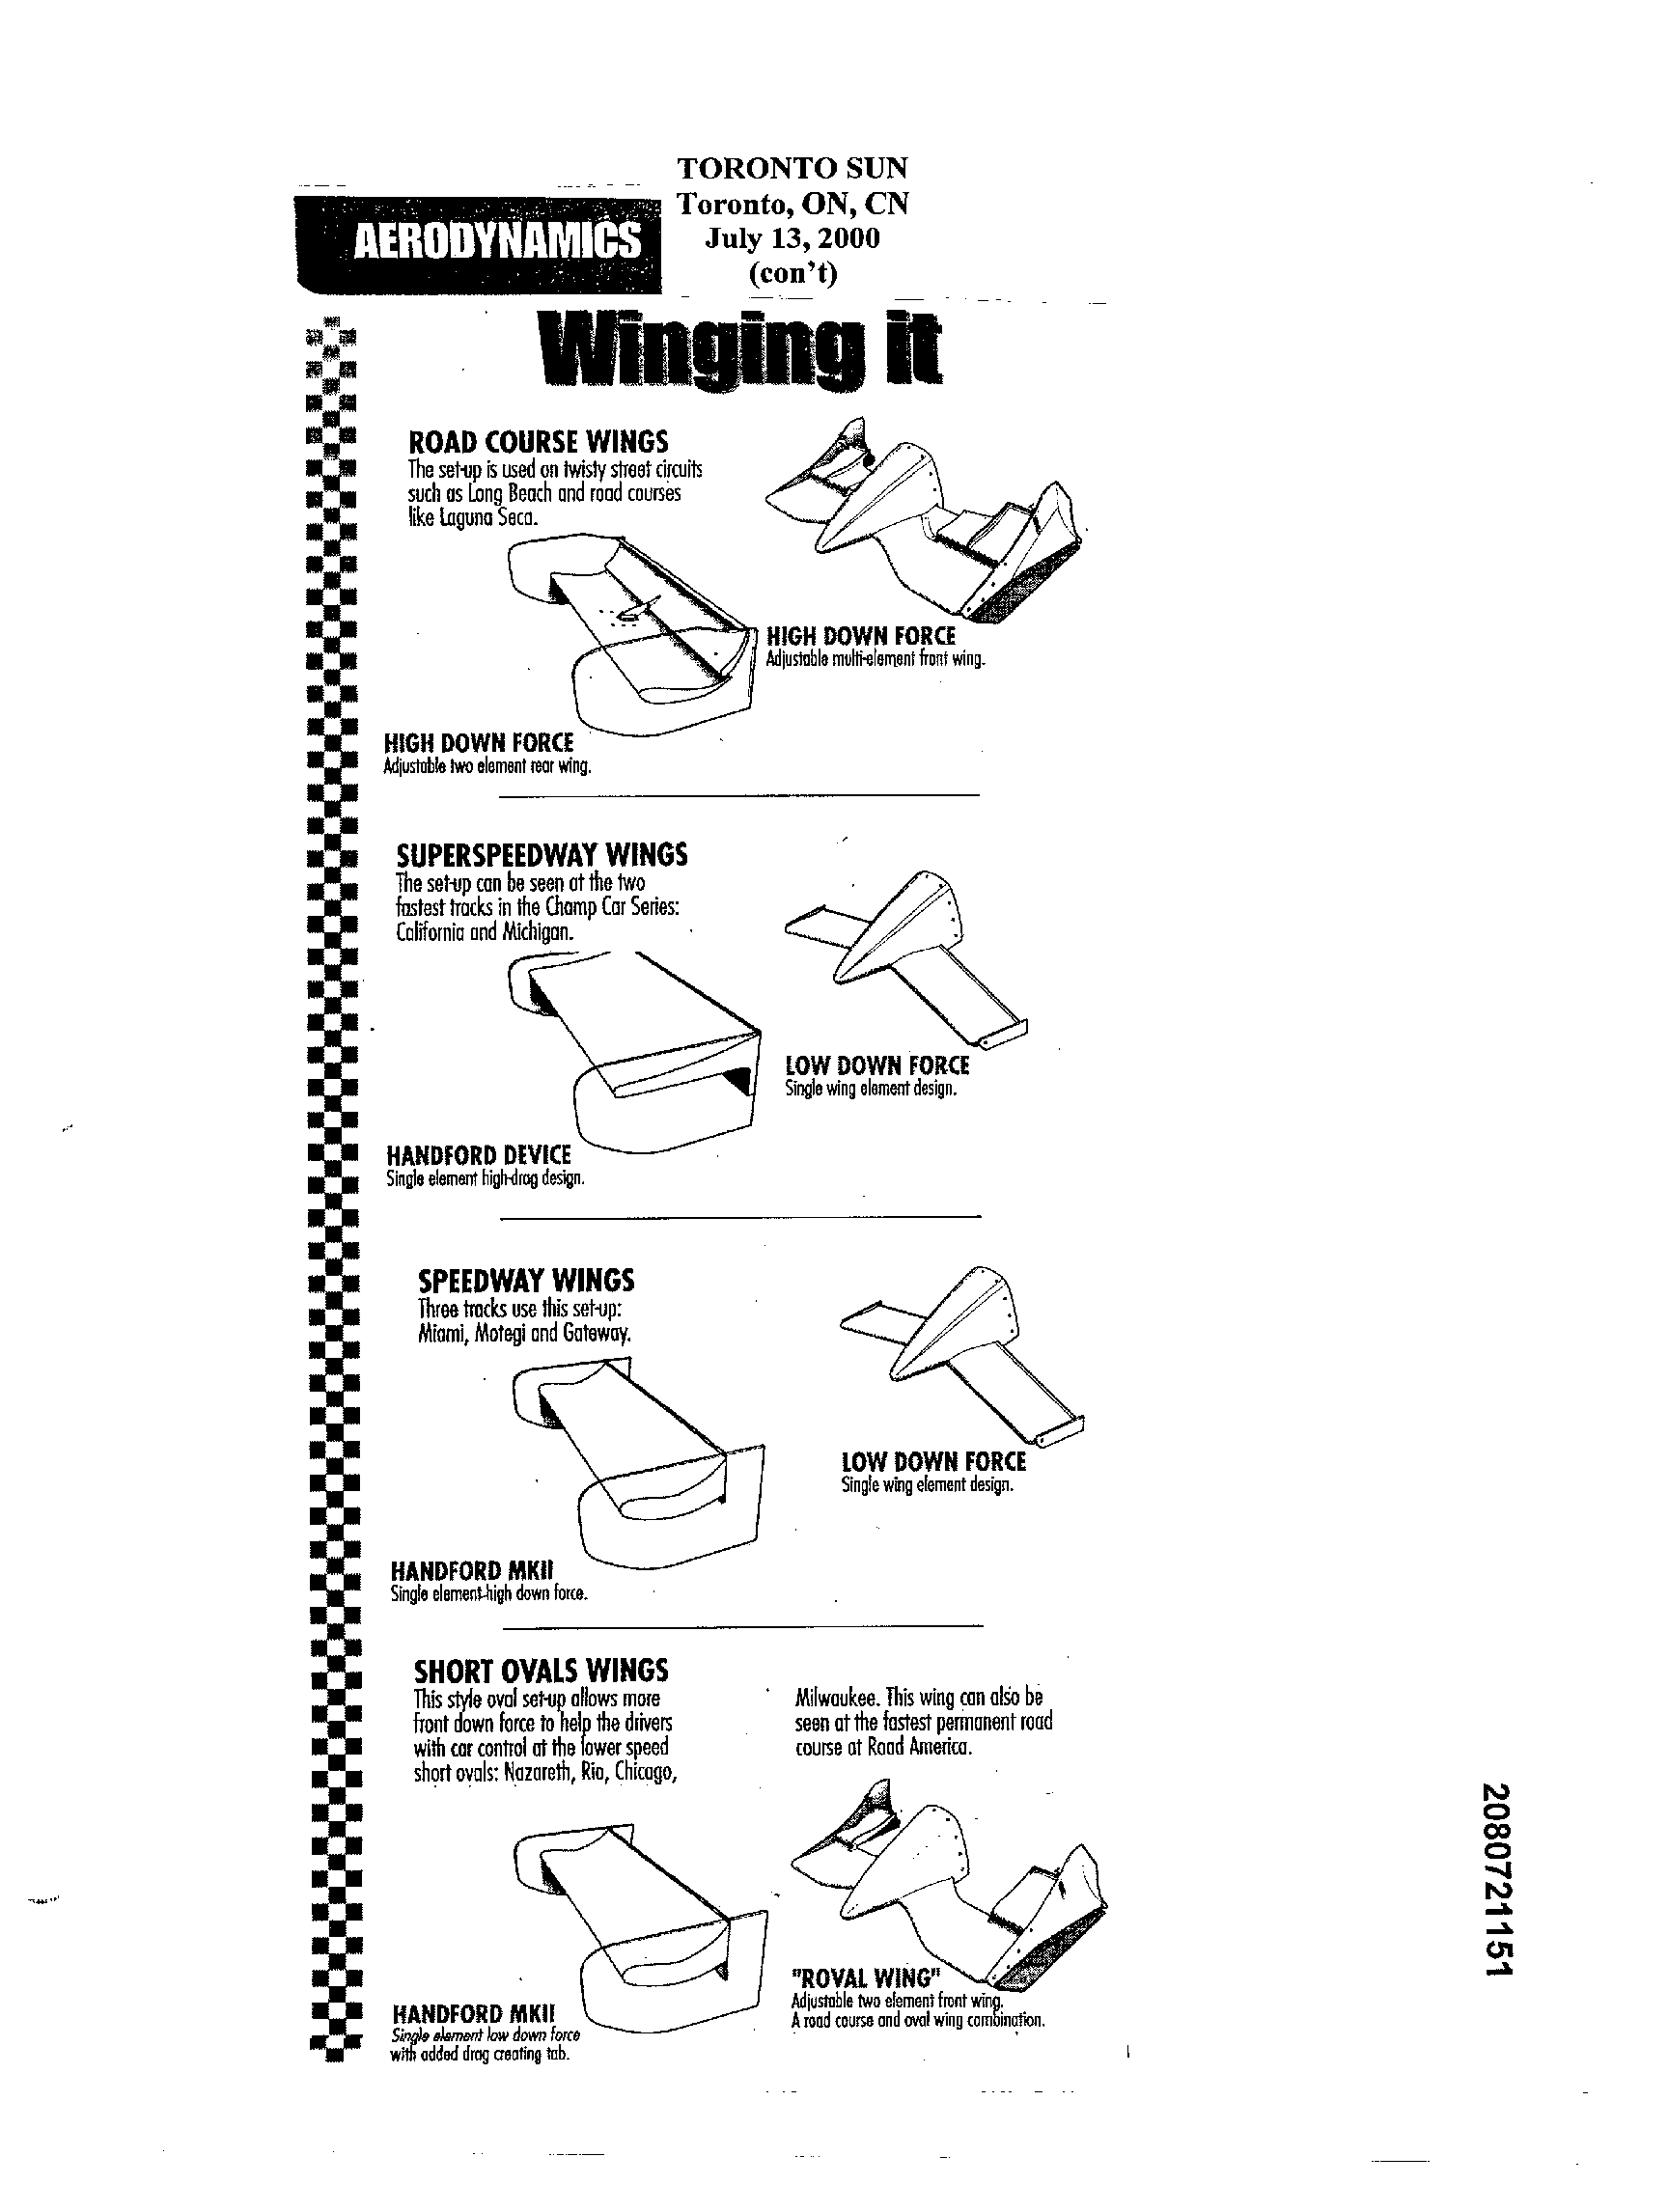 TORONTO SUN
Toronto, ON, CN
July 13, 2000
(con't)
AERODYNAMICS
Winging it
ROAD COURSE WINGS
The set-up is used on twisty street circuits
such as Long Beach and road courses
like Laguna Seca.
HIGH DOWN FORCE
Adjustable multi-element front wing.
HIGH DOWN FORCE
Adjustable two element rear wing.
SUPERSPEEDWAY WINGS
The set-up can be seen at the two
fastest tracks in the Champ Car Series:
California and Michigan.
LOW DOWN FORCE
Single wing element design.
HANDFORD DEVICE
Single element high-drag design.
SPEEDWAY WINGS
Three tracks use this set-up:
Miami, Motegi and Gateway.
LOW DOWN FORCE
Single wing element design.
HANDFORD MKII
Single element-high down force.
SHORT OVALS WINGS
This style oval set-up allows more
front down force to help the drivers
with car control at the lower speed
short ovals: Nazareth, Rio, Chicago,
Milwaukee. This wing can also be
seen at the fastest permanent road
course at Road America.
"ROVAL WING"
Adjustable two element front wing.
A road course and oval wing combination.
HANDFORD MKII
Single element low down force
with added drag creating tab.
2080721151